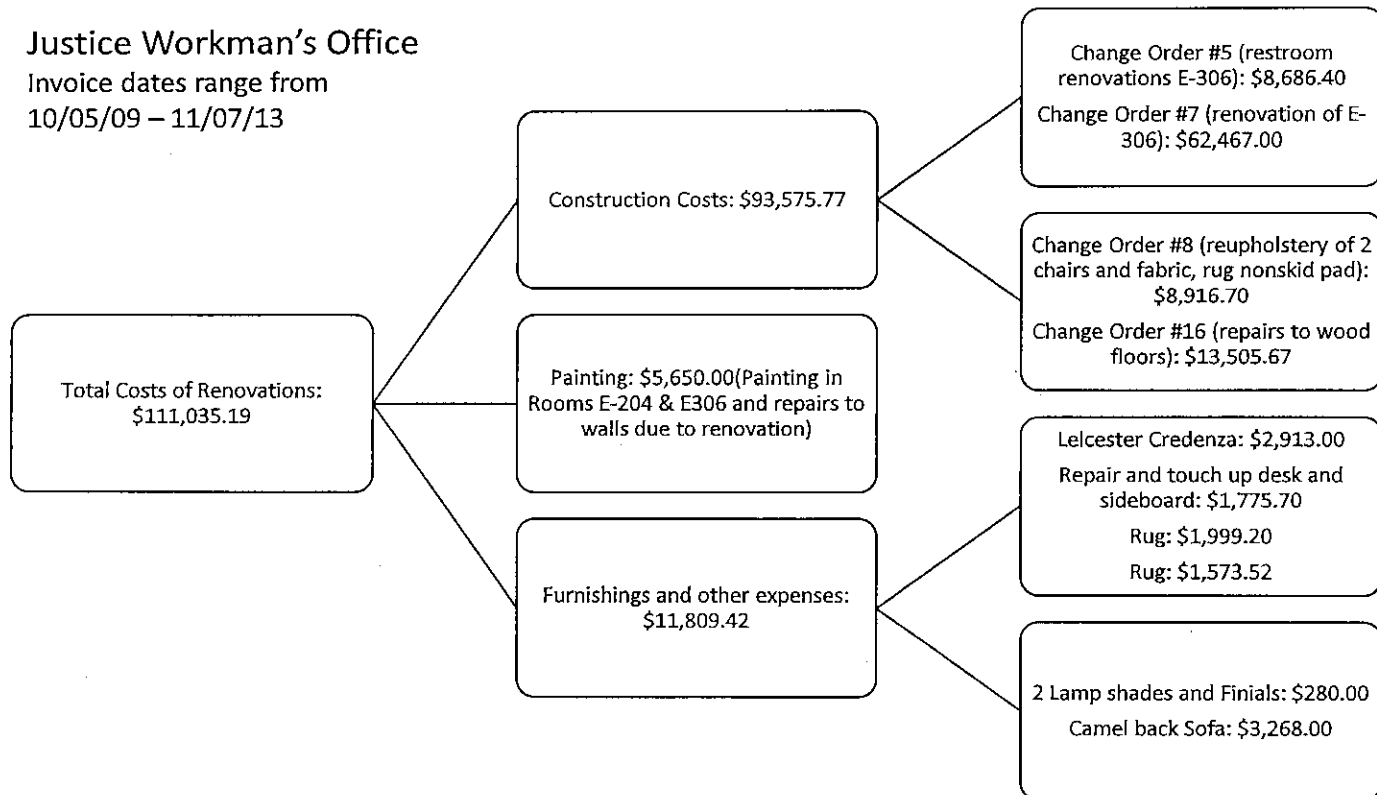 Justice Workman's Office
Invoice dates range from
10/05/09 – 11/07/13
Total Costs of Renovations:
$111,035.19
Construction Costs: $93,575.77
Painting: $5,650.00(Painting in
Rooms E-204 & E306 and repairs to
walls due to renovation)
Furnishings and other expenses:
$11,809.42
Change Order #5 (restroom
renovations E-306): $8,686.40
Change Order #7 (renovation of E-
306): $62,467.00
Change Order #8 (reupholstery of 2
chairs and fabric, rug nonskid pad):
$8,916.70
Change Order #16 (repairs to wood
floors): $13,505.67
Lelcester Credenza: $2,913.00
Repair and touch up desk and
sideboard: $1,775.70
Rug: $1,999.20
Rug: $1,573.52
2 Lamp shades and Finials: $280.00
Camel back Sofa: $3,268.00